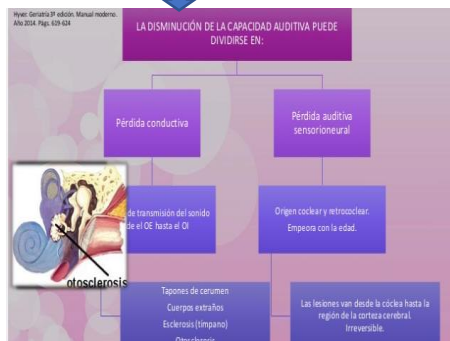 Hyver. Geriatría 3ª edición. Manual moderno.
Año 2014. Págs. 619-624
LA DISMINUCIÓN DE LA CAPACIDAD AUDITIVA PUEDE
DIVIDIRSE EN:
Pérdida conductiva
Pérdida auditiva
sensorioneural
de transmisión del sonido
de el OE hasta el OI
Origen coclear y retrococlear.
Empeora con la edad.
otosclerosis
Tapones de cerumen
Cuerpos extraños
Esclerosis (tímpano)
Otosclerosis
Las lesiones van desde la cóclea hasta la
región de la corteza cerebral.
Irreversible.